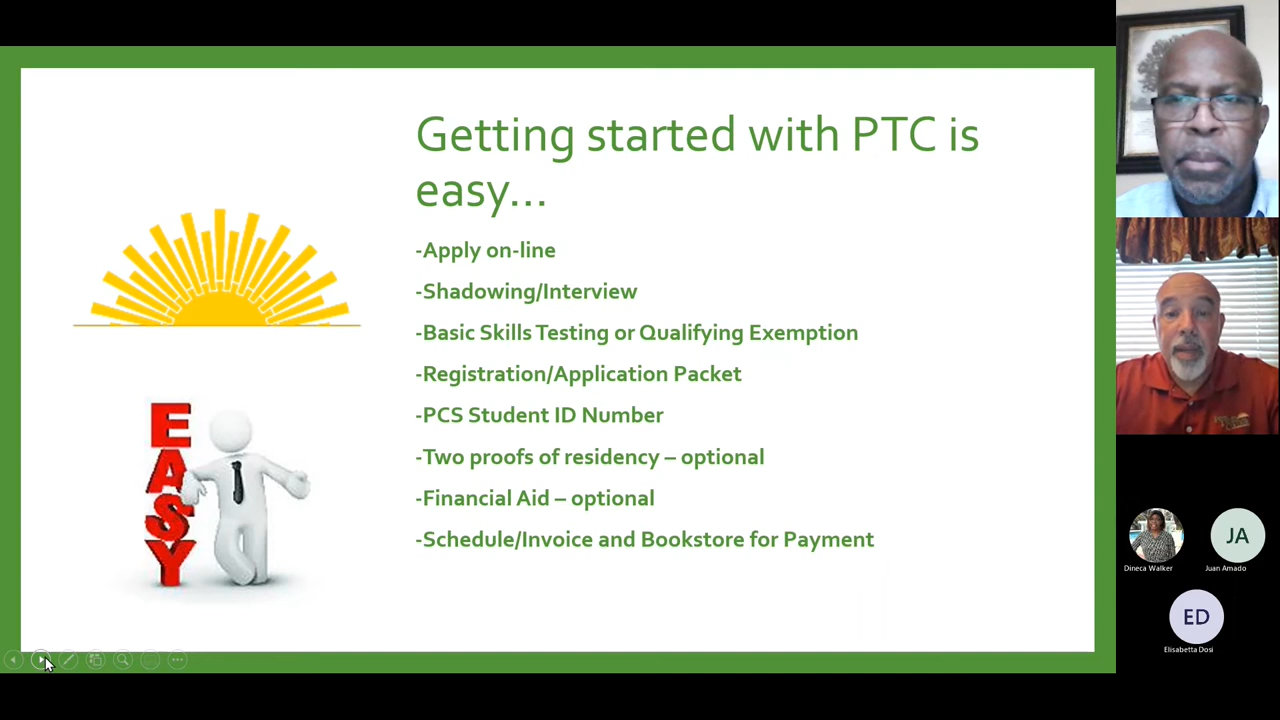 Getting started with PTC is
easy...
-Apply on-line
-Shadowing/Interview
-Basic Skills Testing or Qualifying Exemption
-Registration/Application Packet
-PCS Student ID Number
-Two proofs of residency – optional
-Financial Aid – optional
-Schedule/Invoice and Bookstore for Payment
EASY
JA
Dineca Walker
Juan Amado
ED
Elisabetta Dosi